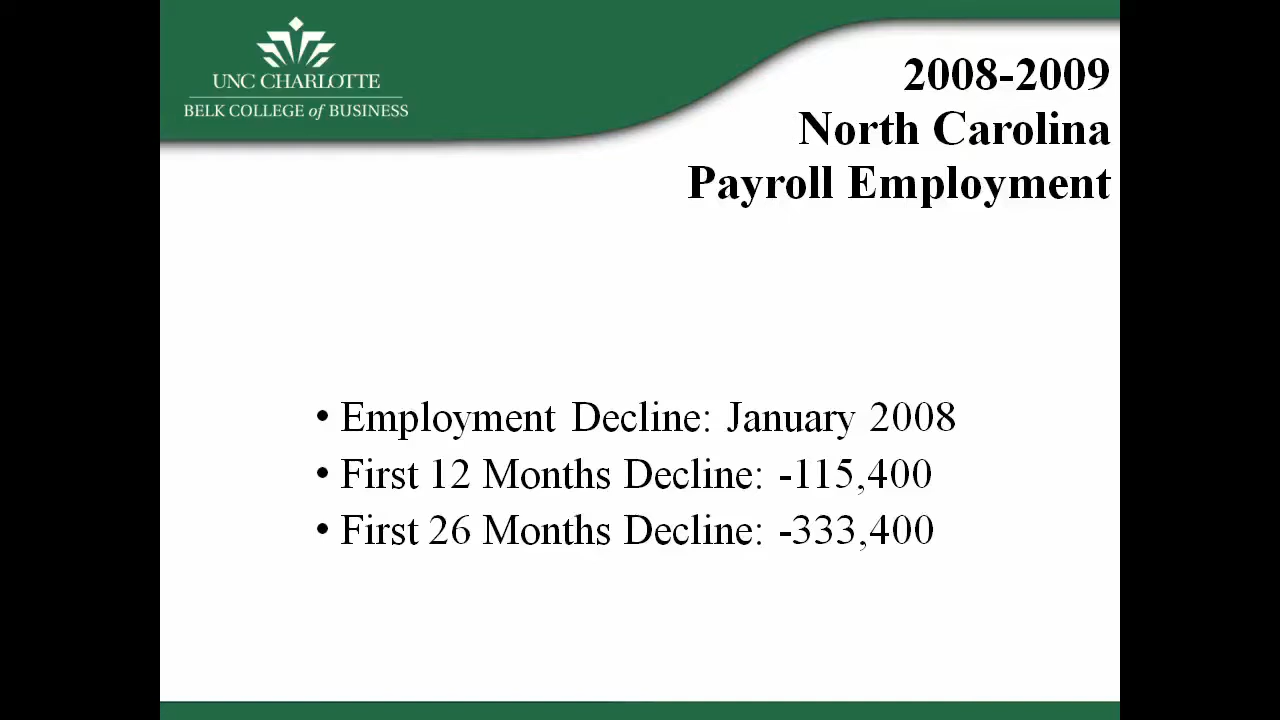 UNC CHARLOTTE
BELK COLLEGE of BUSINESS
2008-2009
North Carolina
Payroll Employment
• Employment Decline: January 2008
• First 12 Months Decline: -115,400
• First 26 Months Decline: -333,400